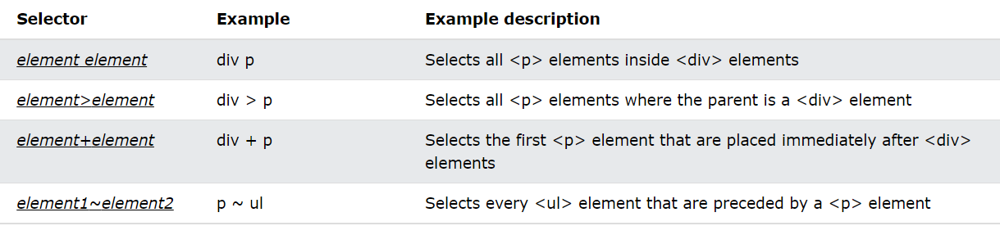 Selector Example Example description
element element div p Selects all <p> elements inside <div> elements
element>element div > p Selects all <p> elements where the parent is a <div> element
element+element div + p Selects the first <p> element that are placed immediately after <div>
elements
element1~element2 p ~ ul Selects every <ul> element that are preceded by a <p> element